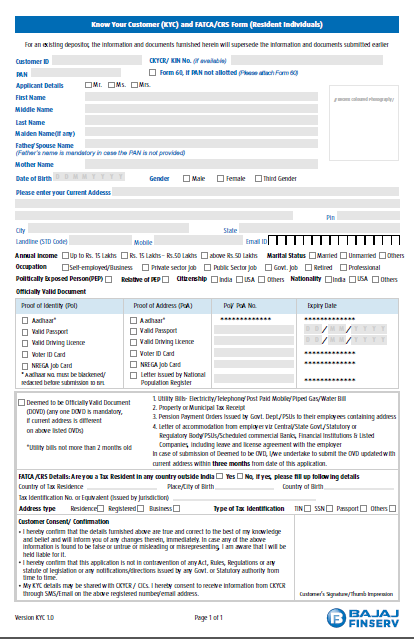 Know Your Customer (KYC) and FATCA/CRS Form (Resident Individuals)
For an existing depositor, the information and documents furnished herein will supersede the information and documents submitted earlier
Customer ID CKYCR/ KIN No. (if available)
PAN Form 60, if PAN not allotted (Please attach Form 60)
Applicant Details Mr. Ms. Mrs.
First Name
Middle Name
Last Name
Maiden Name(if any)
Father/Spouse Name
(Father's name is mandatory in case the PAN is not provided)
Mother Name
Date of Birth D D M M Y Y Y Y Gender Male Female Third Gender
Please enter your Current Address
Pin
City State
Landline (STD Code) Mobile Email ID
Annual Income Up to Rs. 15 Lakhs Rs. 15 Lakhs - Rs.50 Lakhs above Rs.50 Lakhs Marital Status Married Unmarried Others
Occupation Self-employed/Business Private sector job Public Sector Job Govt. Job Retired Professional
Politically Exposed Person(PEP) Relative of PEP Citizenship India USA Others Nationality India USA Others
Officially Valid Document
Proof of Identity (PoI) Proof of Address (PoA) PoI/ PoA No. Expiry Date
Aadhaar* Aadhaar* ************* *************
Valid Passport Valid Passport D D / M M / Y Y Y Y
Valid Driving Licence Valid Driving Licence D D / M M / Y Y Y Y
Voter ID Card Voter ID Card *************
NREGA Job Card NREGA Job Card *************
*Aadhaar No. must be blackened/
redacted before submission to BFL
Letter issued by National
Population Register *************
Deemed to be Officially Valid Document
(DOVD) (any one DOVD is mandatory,
if current address is different
on above listed OVDs)
*Utility bills not more than 2 months old
1. Utility Bills- Electricity/Telephone/Post Paid Mobile/Piped Gas/Water Bill
2. Property or Municipal Tax Receipt
3. Pension Payment Orders issued by Govt. Dept./PSUs to their employees containing address
4. Letter of accommodation from employer viz Central/State Govt./Statutory or
Regulatory Body/PSUs/Scheduled commercial Banks, Financial Institutions & Listed
Companies, including leave and license agreement with the employer
In case of submission of Deemed to be OVD, I/we undertake to submit the OVD updated with
current address within three months from date of this application.
FATCA/CRS Details: Are you a Tax Resident in any country outside India Yes No, if yes, please fill up following details
Country of Tax Residence Place/City of Birth Country of Birth
Tax Identification No. or Equivalent (Issued by jurisdiction)
Address type Residence Registered Business Type of Tax Identification TIN SSN Passport Others
Customer Consent/ Confirmation
• I hereby confirm that the details furnished above are true and correct to the best of my knowledge
and belief and will inform you of any changes therein, immediately. In case any of the above
information is found to be false or untrue or misleading or misrepresenting, I am aware that I will be
held liable for it.
• I hereby confirm that this application is not in contravention of any Act, Rules, Regulations or any
statute of legislation or any notifications/directions issued by any Govt. or Statutory authority from
time to time.
• My KYC details may be shared with CKYCR / CICs. I hereby consent to receive information from CKYCR
through SMS/Email on the above registered number/email address.
Customer's Signature/Thumb Impression
Version KYC 1.0 Page 1 of 1
BAJAJ
FINSERV